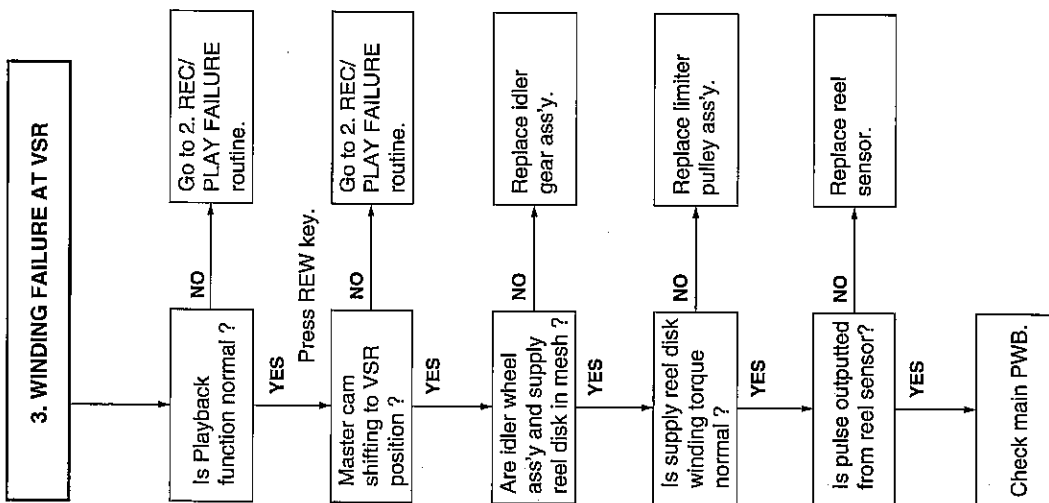 3. WINDING FAILURE AT VSR
Is Playback
function normal ?
NO
Go to 2. REC/
PLAY FAILURE
routine.
YES
Press REW key.
Master cam
shifting to VSR
position ?
NO
Go to 2. REC/
PLAY FAILURE
routine.
YES
Are idler wheel
ass'y and supply
reel disk in mesh ?
NO
Replace idler
gear ass'y.
YES
Is supply reel disk
winding torque
normal ?
NO
Replace limiter
pulley ass'y.
YES
Is pulse outputted
from reel sensor?
NO
Replace reel
sensor.
YES
Check main PWB.